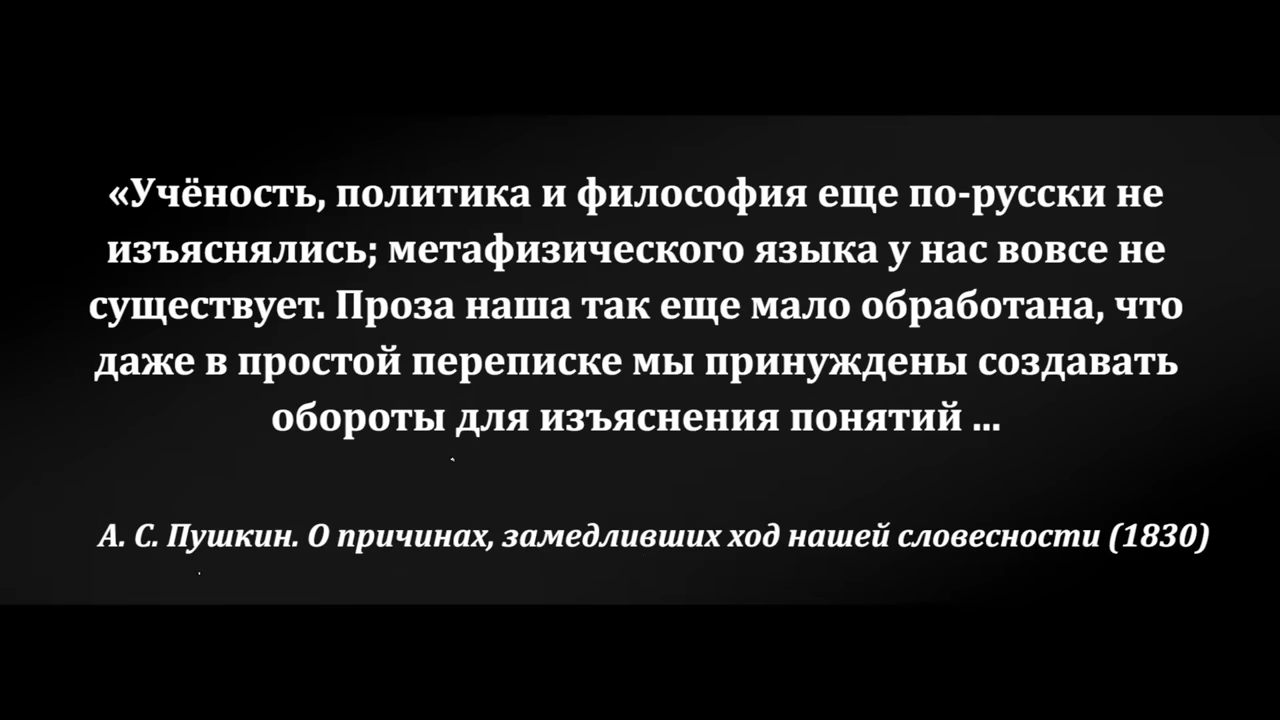 «Учёность, политика и философия еще по-русски не
изъяснялись; метафизического языка у нас вовсе не
существует. Проза наша так еще мало обработана, что
даже в простой переписке мы принуждены создавать
обороты для изъяснения понятий ...
А. С. Пушкин. О причинах, замедливших ход нашей словесности (1830)